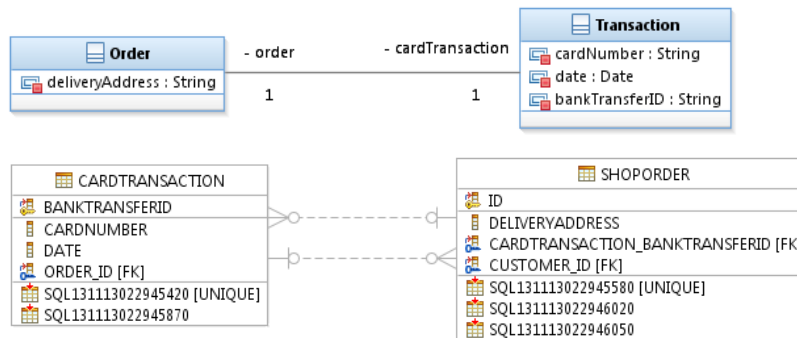 Order
deliveryAddress : String
- order
- cardTransaction
1
1
Transaction
cardNumber : String
date : Date
bankTransferID : String
CARDTRANSACTION
BANKTRANSFERID
CARDNUMBER
DATE
ORDER_ID [FK]
SQL131113022945420 [UNIQUE]
SQL131113022945870
SHOPORDER
ID
DELIVERYADDRESS
CARDTRANSACTION_BANKTRANSFERID [FK
CUSTOMER_ID [FK]
SQL131113022945580 [UNIQUE]
SQL131113022946020
SQL131113022946050